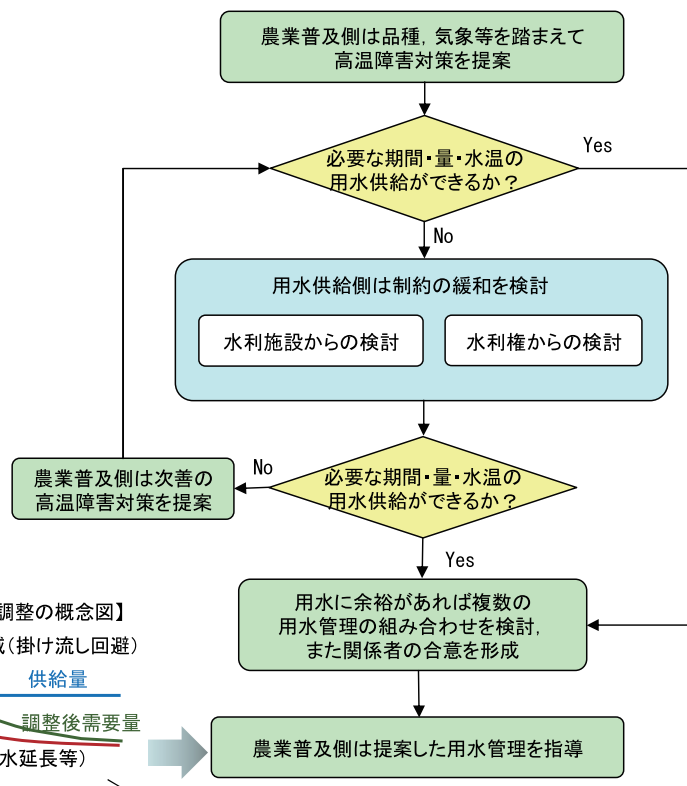 農業普及側は品種，気象等を踏まえて
高温障害対策を提案
必要な期間・量・水温の
用水供給ができるか？
Yes
No
用水供給側は制約の緩和を検討
水利施設からの検討
水利権からの検討
必要な期間・量・水温の
用水供給ができるか？
No
農業普及側は次善の
高温障害対策を提案
Yes
用水に余裕があれば複数の
用水管理の組み合わせを検討，
また関係者の合意を形成
農業普及側は提案した用水管理を指導
調整の概念図】
（掛け流し回避）
供給量
調整後需要量
水延長等）